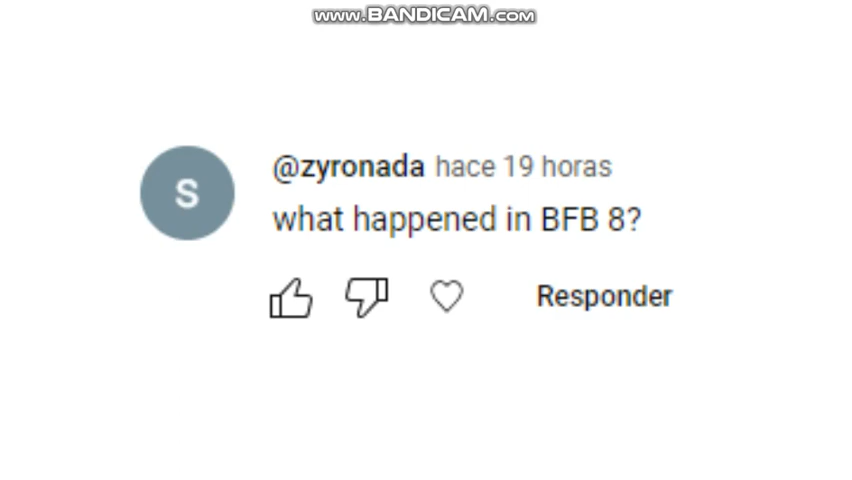 www.BANDICAM.com
S
@zyronada hace 19 horas
what happened in BFB 8?
Responder